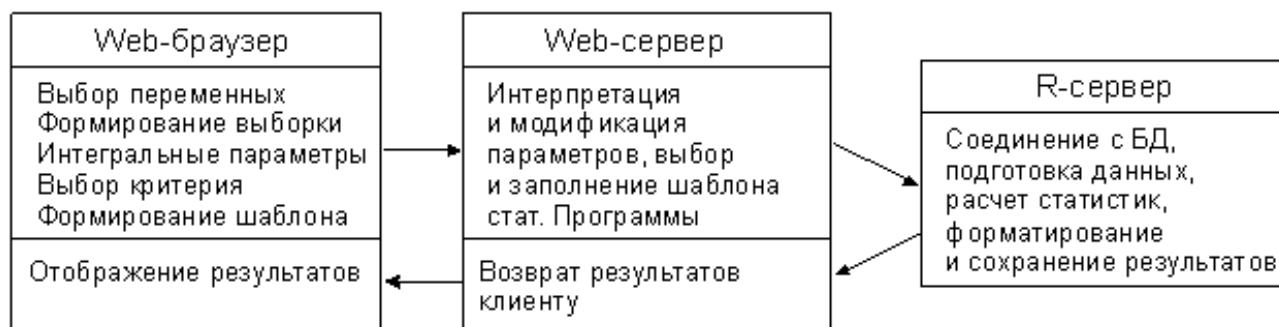 Web-браузер
Выбор переменных
Формирование выборки
Интегральные параметры
Выбор критерия
Формирование шаблона
Отображение результатов
Web-сервер
Интерпретация
и модификация
параметров, выбор
и заполнение шаблона
стат. Программы
Возврат результатов
клиенту
R-сервер
Соединение с БД,
подготовка данных,
расчет статистик,
форматирование
и сохранение результатов